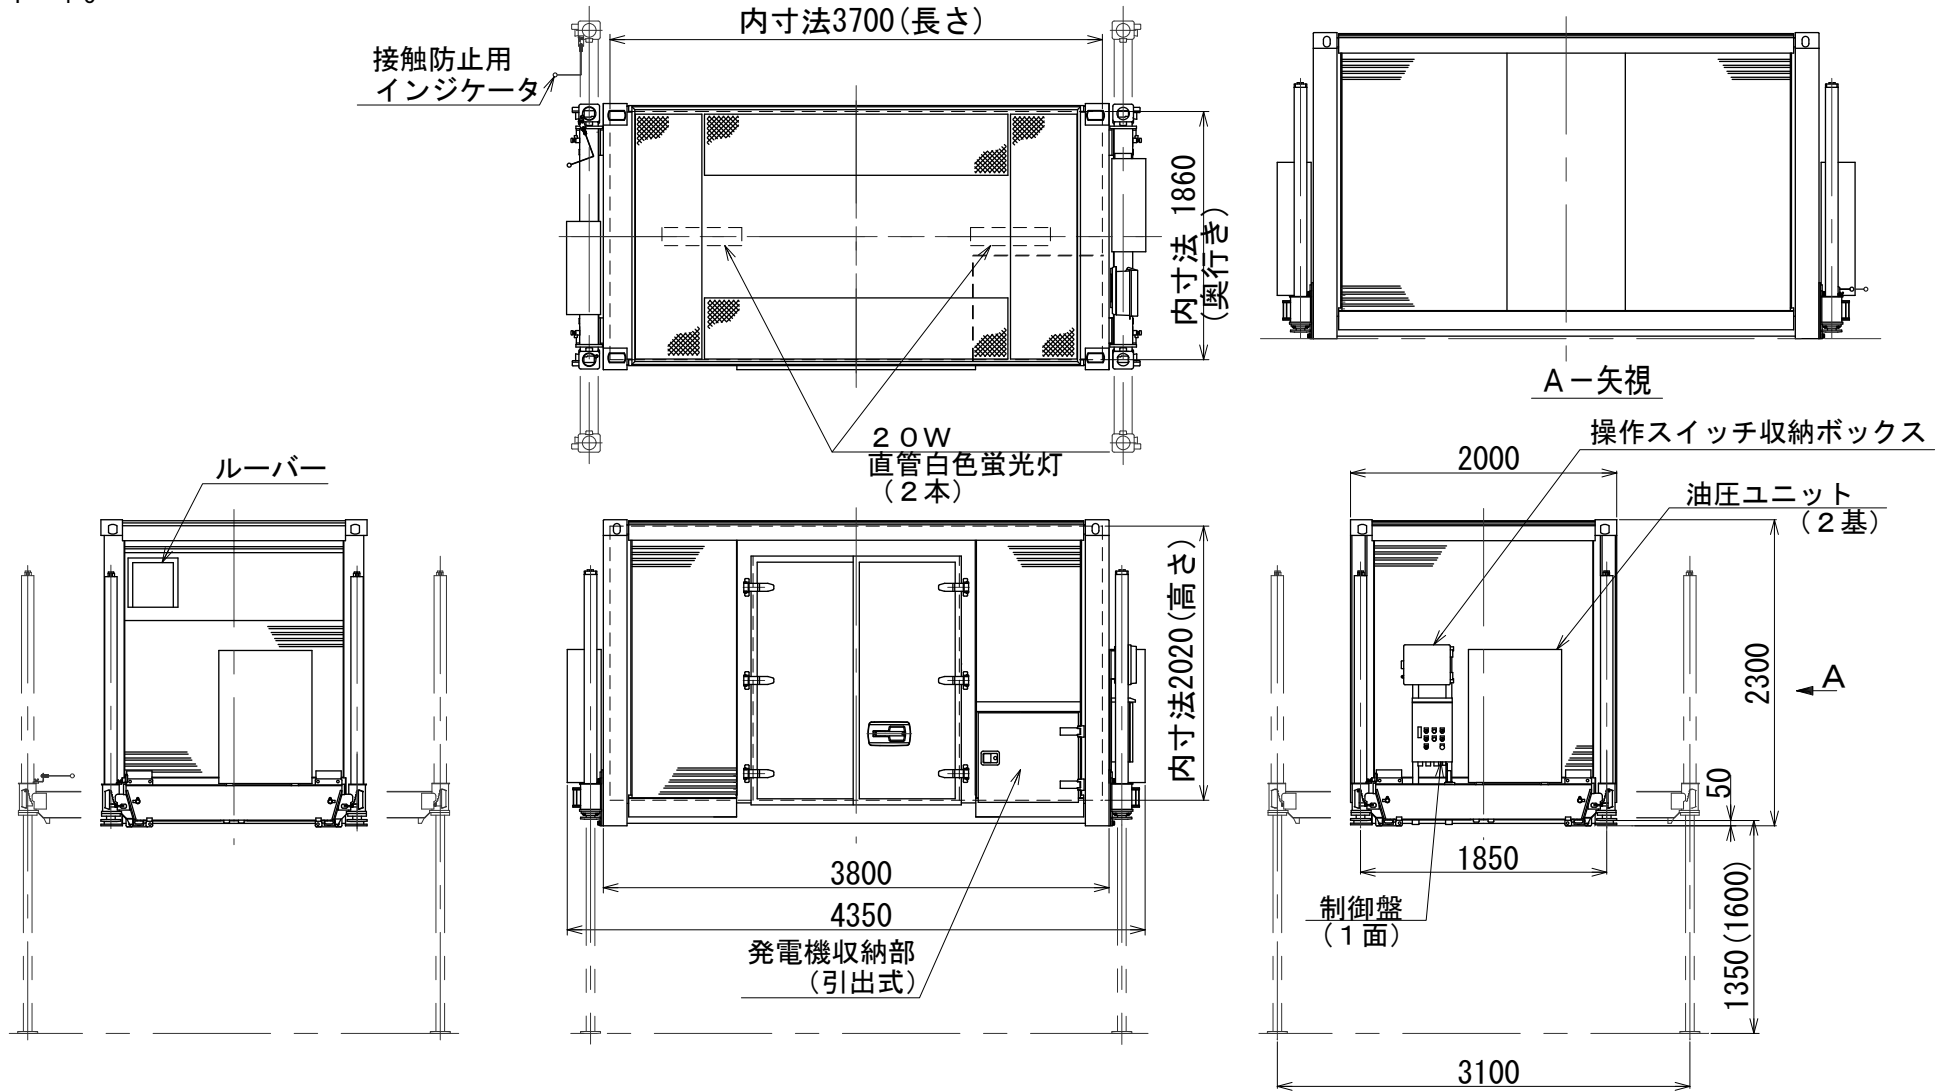 内寸法3700(長さ)
接触防止用
インジケータ
内寸法 1860
(奥行き)
A－矢視
20W
直管白色蛍光灯
(2本)
操作スイッチ収納ボックス
ルーバー
2000
油圧ユニット
(2基)
内寸法2020(高さ)
2300
A
50
3800
1850
4350
制御盤
(1面)
発電機収納部
(引出式)
1350(1600)
3100